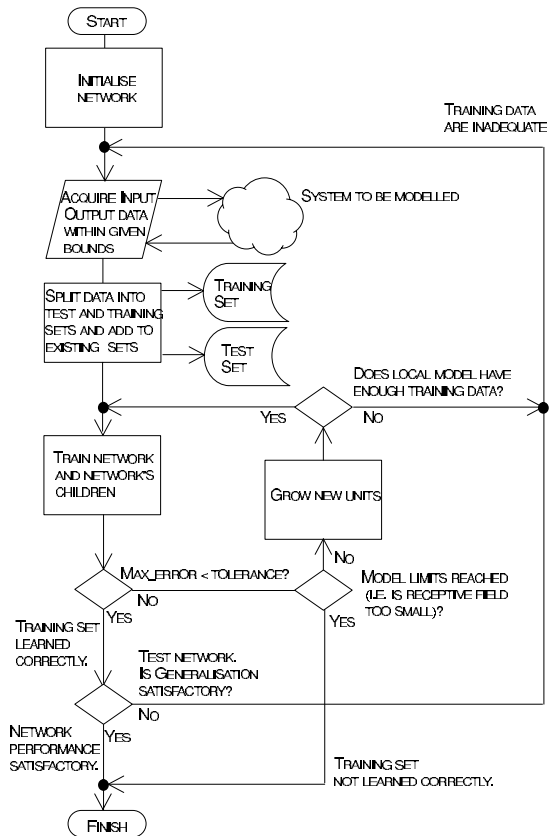 START
INITIALISE
NETWORK
TRAINING DATA
ARE INADEQUATE
ACQUIRE INPUT
OUTPUT DATA
WITHIN GIVEN
BOUNDS
SYSTEM TO BE MODELLED
SPLIT DATA INTO
TEST AND TRAINING
SETS AND ADD TO
EXISTING SETS
TRAINING
SET
TEST
SET
DOES LOCAL MODEL HAVE
ENOUGH TRAINING DATA?
YES
NO
TRAIN NETWORK
AND NETWORK"S
CHILDREN
GROW NEW UNITS
NO
MAX_ERROR < TOLERANCE?
NO
YES
MODEL LIMITS REACHED
(I.E. IS RECEPTIVE FIELD
TOO SMALL)?
YES
TRAINING SET
LEARNED
CORRECTLY.
TEST NETWORK.
IS GENERALISATION
SATISFACTORY?
NO
YES
NETWORK
PERFORMANCE
SATISFACTORY.
TRAINING SET
NOT LEARNED CORRECTLY.
FINISH